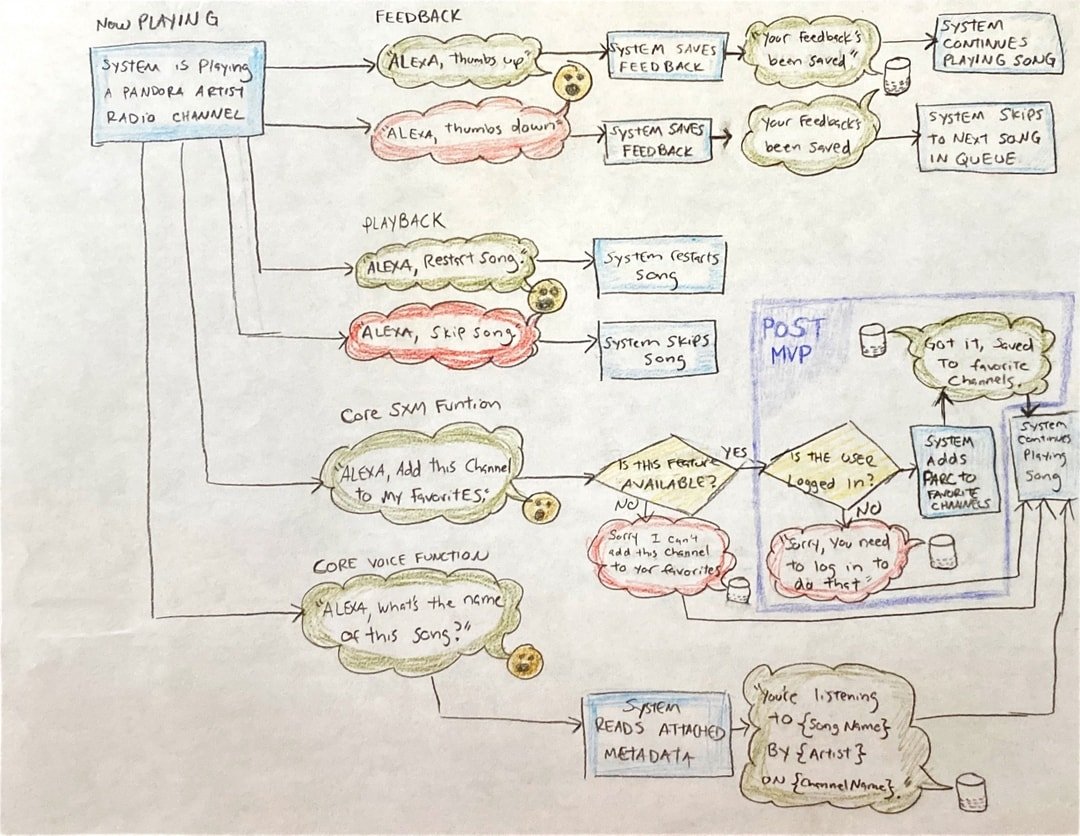 Now PLAYING
SYSTEM is Playing
A PANDORA ARTIST
RADIO CHANNEL
FEEDBACK
"ALEXA, thumbs up"
SYSTEM SAVES
FEEDBACK
"Your feedback's
been saved"
SYSTEM
CONTINUES
PLAYING SONG
"ALEXA, thumbs down"
SYSTEM SAVES
FEEDBACK
Your feedback's
been saved
SYSTEM SKIPS
TO NEXT SONG
IN QUEUE
PLAYBACK
"ALEXA, Restart Song."
System restarts
song
"ALEXA, Skip song."
System SKIPS
Song
Core SXM Funtion
"ALEXA, Add this Channel
to my FAVORITES."
IS THIS FEATURE
AVAILABLE?
YES
NO
Sorry I can't
add this channel
to yor favorites
POST
MVP
IS THE USER
Logged in?
NO
"Sorry, You need
to log in to
do that"
SYSTEM
ADDS
PARC TO
FAVORITE
CHANNELS
Got it, Saved
To favorite
Channels.
System
Continues
Playing
Song
CORE VOICE FUNCTION
"ALEXA, what's the name
of this song?"
SYSTEM
READS ATTACHED
METADATA
"You're listening
TO {Song Name}
BY {Artist}
ON {ChannelName}."